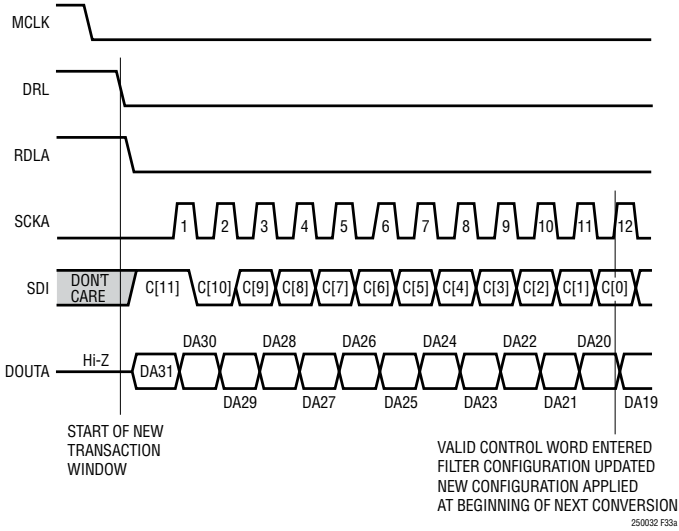 MCLK
DRL
RDLA
SCKA 1 2 3 4 5 6 7 8 9 10 11 12
SDI DON'T CARE C[11] C[10] C[9] C[8] C[7] C[6] C[5] C[4] C[3] C[2] C[1] C[0]
DA30 DA28 DA26 DA24 DA22 DA20
DOUTA Hi-Z DA31
DA29 DA27 DA25 DA23 DA21 DA19
START OF NEW
TRANSACTION
WINDOW
VALID CONTROL WORD ENTERED
FILTER CONFIGURATION UPDATED
NEW CONFIGURATION APPLIED
AT BEGINNING OF NEXT CONVERSION
250032 F33a